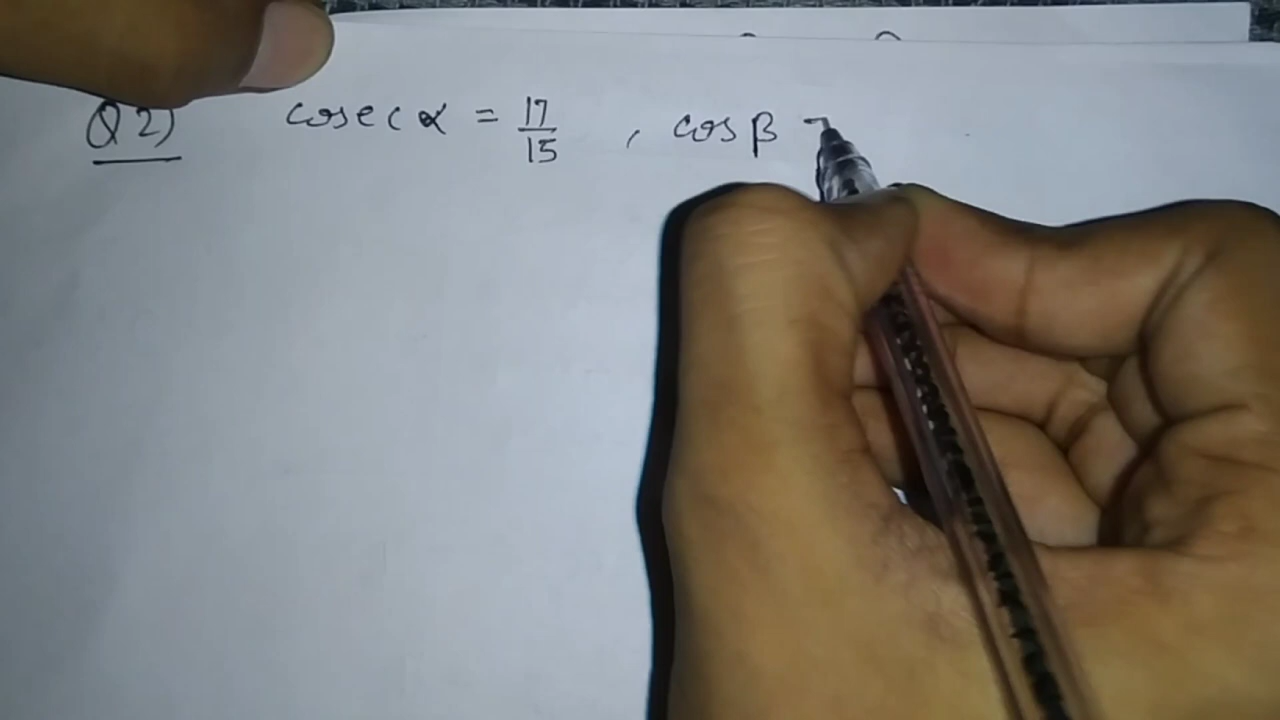 Q2) cosec α = 17/15 , cos β =